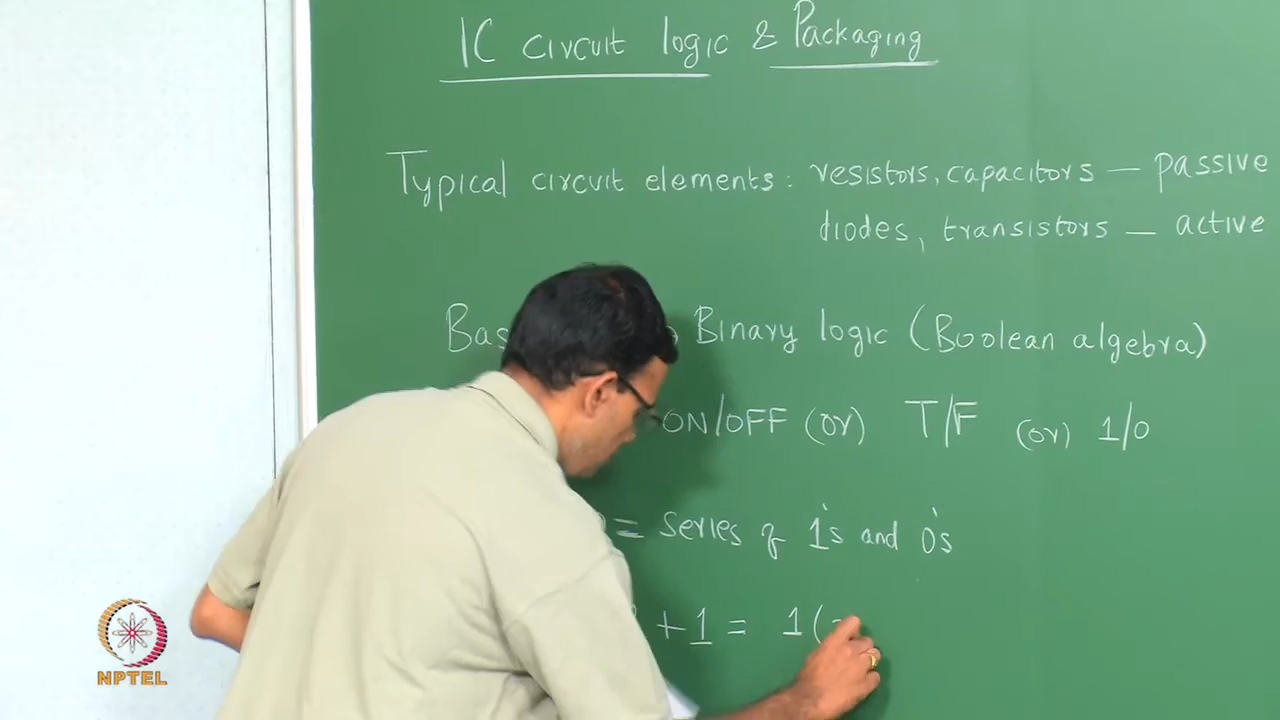 IC circuit logic & Packaging
Typical circuit elements: resistors, capacitors — passive
diodes, transistors — active
Binary logic (Boolean algebra)
ON/OFF (or) T/F (or) 1/0
= series of 1's and 0's
+ 1 = 1(
NPTEL